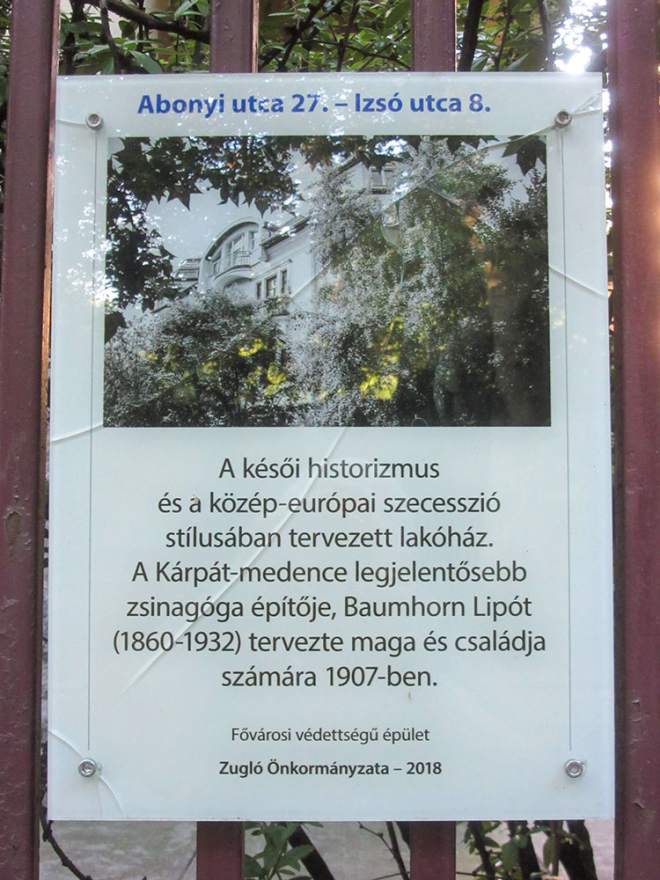 Abonyi utca 27. – Izsó utca 8.
A késői historizmus
és a közép-európai szecesszió
stílusában tervezett lakóház.
A Kárpát-medence legjelentősebb
zsinagóga építője, Baumhorn Lipót
(1860-1932) tervezte maga és családja
számára 1907-ben.
Fővárosi védettségű épület
Zugló Önkormányzata – 2018